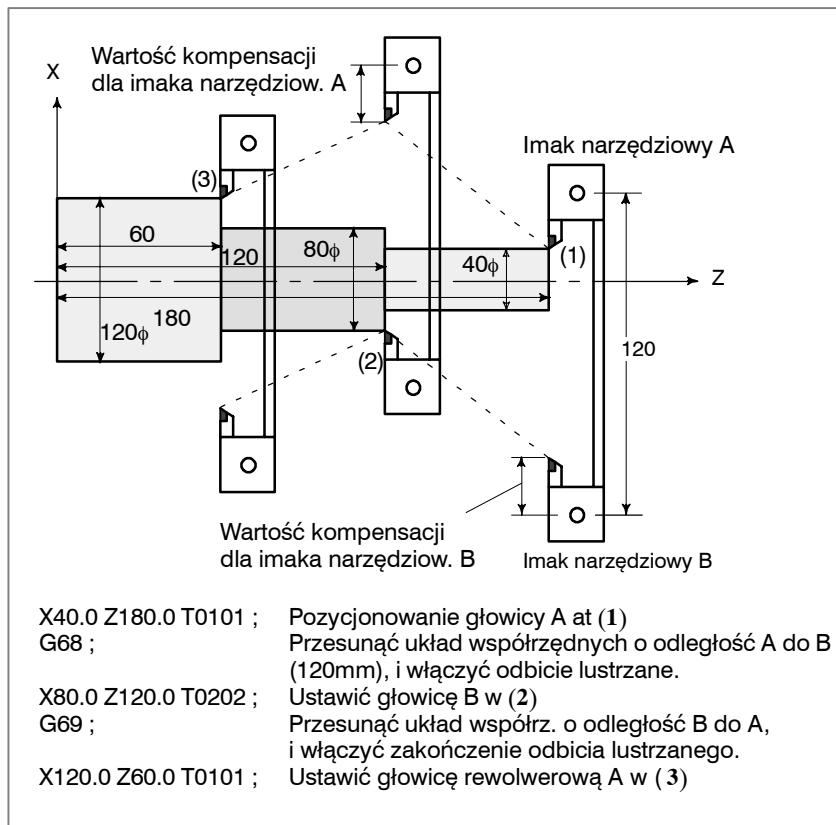 Wartość kompensacji
dla imaka narzędziow. A
X
Imak narzędziowy A
(3)
60
120
80ϕ
40ϕ
(1)
Z
180
120ϕ
(2)
120
Wartość kompensacji
dla imaka narzędziow. B
Imak narzędziowy B
X40.0 Z180.0 T0101 ; Pozycjonowanie głowicy A at (1)
G68 ; Przesunąć układ współrzędnych o odległość A do B
(120mm), i włączyć odbicie lustrzane.
X80.0 Z120.0 T0202 ; Ustawić głowicę B w (2)
G69 ; Przesunąć układ współrz. o odległość B do A,
i włączyć zakończenie odbicia lustrzanego.
X120.0 Z60.0 T0101 ; Ustawić głowicę rewolwerową A w ( 3)